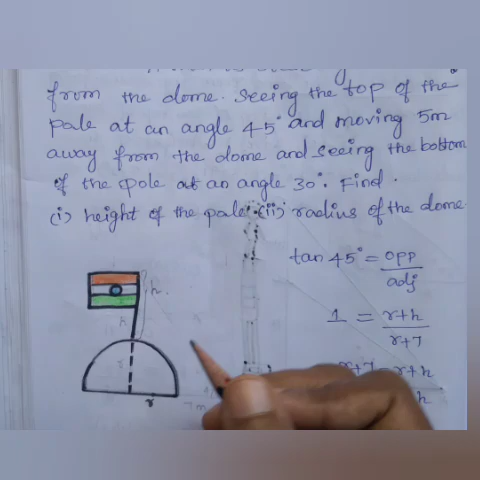 from the dome. Seeing the top of the
pole at an angle 45° and moving 5m
away from the dome and seeing the bottom
of the pole at an angle 30°. Find.
(i) height of the pole (ii) radius of the dome.
tan 45° = opp
adj
1 = r+h
r+7
r+7 = r+h
h
h.
h
r
r
7m